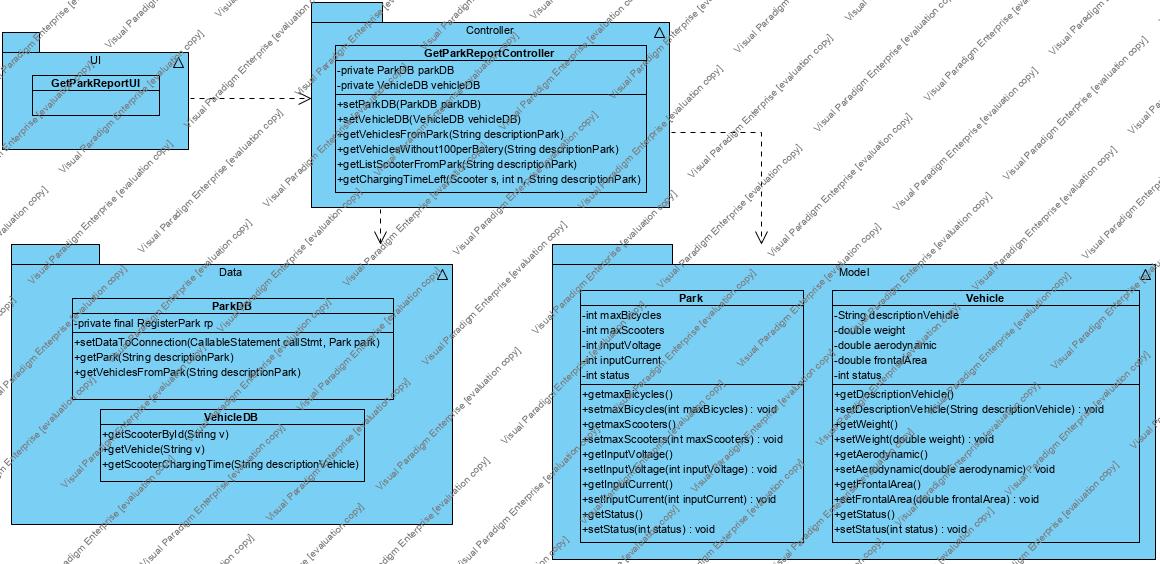 UI
GetParkReportUI
Controller
GetParkReportController
-private ParkDB parkDB
-private VehicleDB vehicleDB
+setParkDB(ParkDB parkDB)
+setVehicleDB(VehicleDB vehicleDB)
+getVehiclesFromPark(String descriptionPark)
+getVehiclesWithout100perBatery(String descriptionPark)
+getListScooterFromPark(String descriptionPark)
+getChargingTimeLeft(Scooter s, int n, String descriptionPark)
Data
ParkDB
-private final RegisterPark rp
+setDataToConnection(CallableStatement callStmt, Park park)
+getPark(String descriptionPark)
+getVehiclesFromPark(String descriptionPark)
VehicleDB
+getScooterById(String v)
+getVehicle(String v)
+getScooterChargingTime(String descriptionVehicle)
Model
Park
-int maxBicycles
-int maxScooters
-int inputVoltage
-int inputCurrent
-int status
+getmaxBicycles()
+setmaxBicycles(int maxBicycles) : void
+getmaxScooters()
+setmaxScooters(int maxScooters) : void
+getInputVoltage()
+setInputVoltage(int inputVoltage) : void
+getInputCurrent()
+setInputCurrent(int inputCurrent) : void
+getStatus()
+setStatus(int status) : void
Vehicle
-String descriptionVehicle
-double weight
-double aerodynamic
-double frontalArea
-int status
+getDescriptionVehicle()
+setDescriptionVehicle(String descriptionVehicle) : void
+getWeight()
+setWeight(double weight) : void
+getAerodynamic()
+setAerodynamic(double aerodynamic) : void
+getFrontalArea()
+setFrontalArea(double frontalArea) : void
+getStatus()
+setStatus(int status) : void
Visual Paradigm Enterprise [evaluation copy]